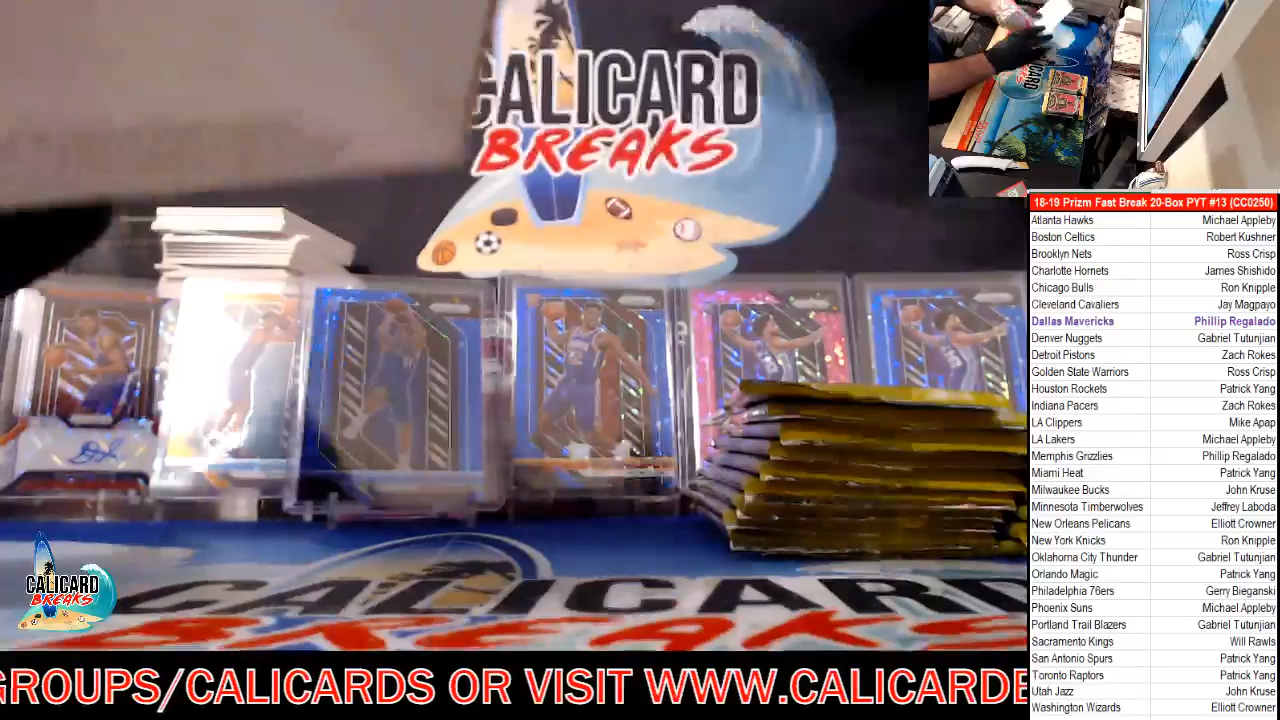 CALICARD
BREAKS
CALICARD
BREAKS
CALICARD
BREAKS
GROUPS/CALICARDS OR VISIT WWW.CALICARDB
18-19 Prizm Fast Break 20-Box PYT #13 (CC0250)
Atlanta Hawks Michael Appleby
Boston Celtics Robert Kushner
Brooklyn Nets Ross Crisp
Charlotte Hornets James Shishido
Chicago Bulls Ron Knipple
Cleveland Cavaliers Jay Magpayo
Dallas Mavericks Phillip Regalado
Denver Nuggets Gabriel Tutunjian
Detroit Pistons Zach Rokes
Golden State Warriors Ross Crisp
Houston Rockets Patrick Yang
Indiana Pacers Zach Rokes
LA Clippers Mike Apap
LA Lakers Michael Appleby
Memphis Grizzlies Phillip Regalado
Miami Heat Patrick Yang
Milwaukee Bucks John Kruse
Minnesota Timberwolves Jeffrey Laboda
New Orleans Pelicans Elliott Crowner
New York Knicks Ron Knipple
Oklahoma City Thunder Gabriel Tutunjian
Orlando Magic Patrick Yang
Philadelphia 76ers Gerry Bieganski
Phoenix Suns Michael Appleby
Portland Trail Blazers Gabriel Tutunjian
Sacramento Kings Will Rawls
San Antonio Spurs Patrick Yang
Toronto Raptors Patrick Yang
Utah Jazz John Kruse
Washington Wizards Elliott Crowner